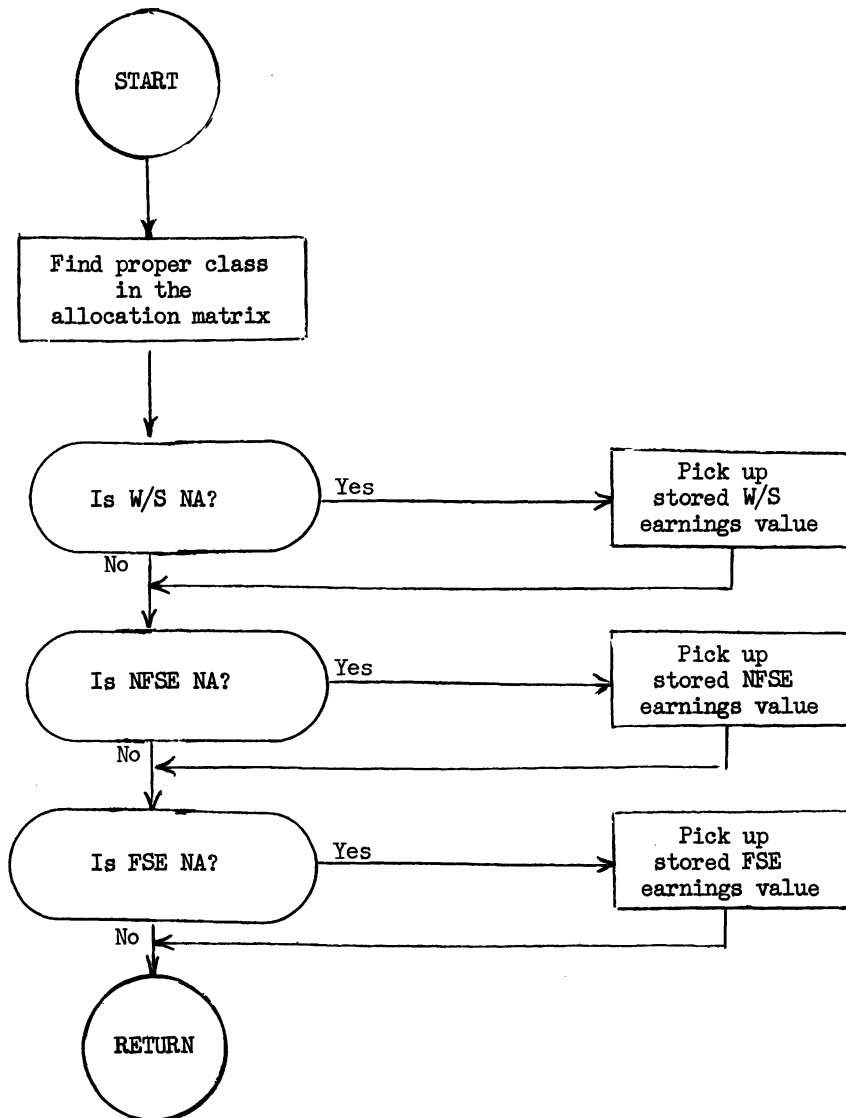 START
Find proper class
in the
allocation matrix
Is W/S NA?
Yes
Pick up
stored W/S
earnings value
No
Is NFSE NA?
Yes
Pick up
stored NFSE
earnings value
No
Is FSE NA?
Yes
Pick up
stored FSE
earnings value
No
RETURN